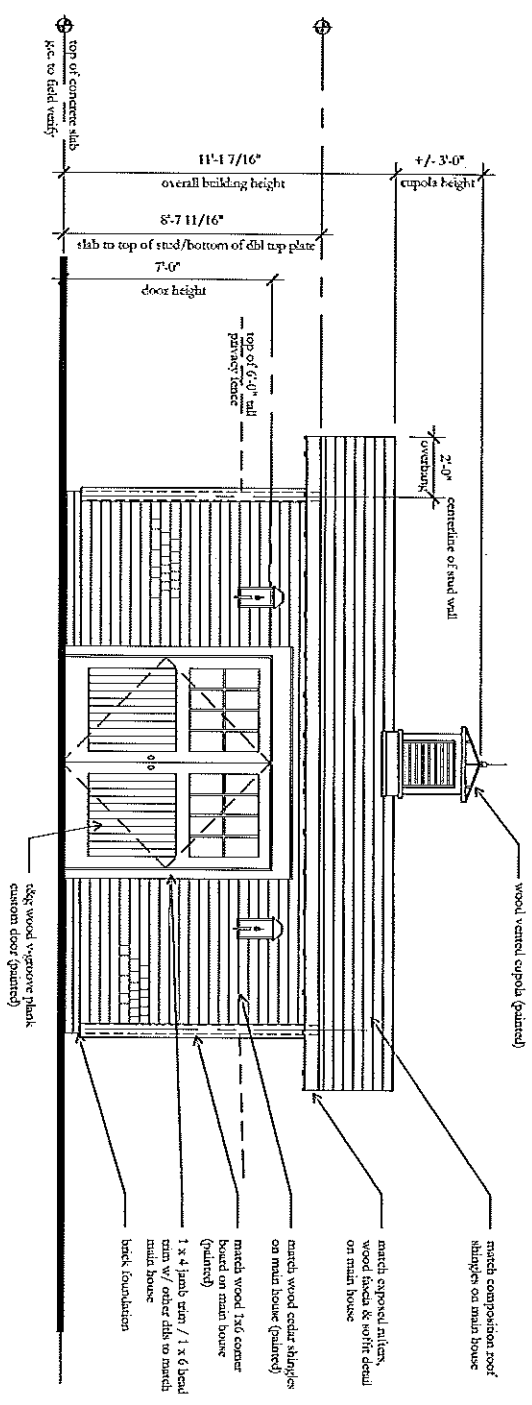 wood vented cupola (painted)
match composition roof
shingles on main house
match exposed rafters,
wood fascia & soffit detail
on main house
match wood cedar shingles
on main house (painted)
match wood 1x6 corner
board on main house
(painted)
1 x 4 jamb trim / 1 x 6 head
trim w/ other dtls to match
main house
brick foundation
t&g wood v-groove plank
custom door (painted)
centerline of stud wall
2'-0"
overhang
top of 6'-0" tall
privacy fence
+/- 3'-0"
cupola height
11'-1 7/16"
overall building height
8'-7 11/16"
slab to top of stud/bottom of dbl top plate
7'-0"
door height
top of concrete slab
g.c. to field verify